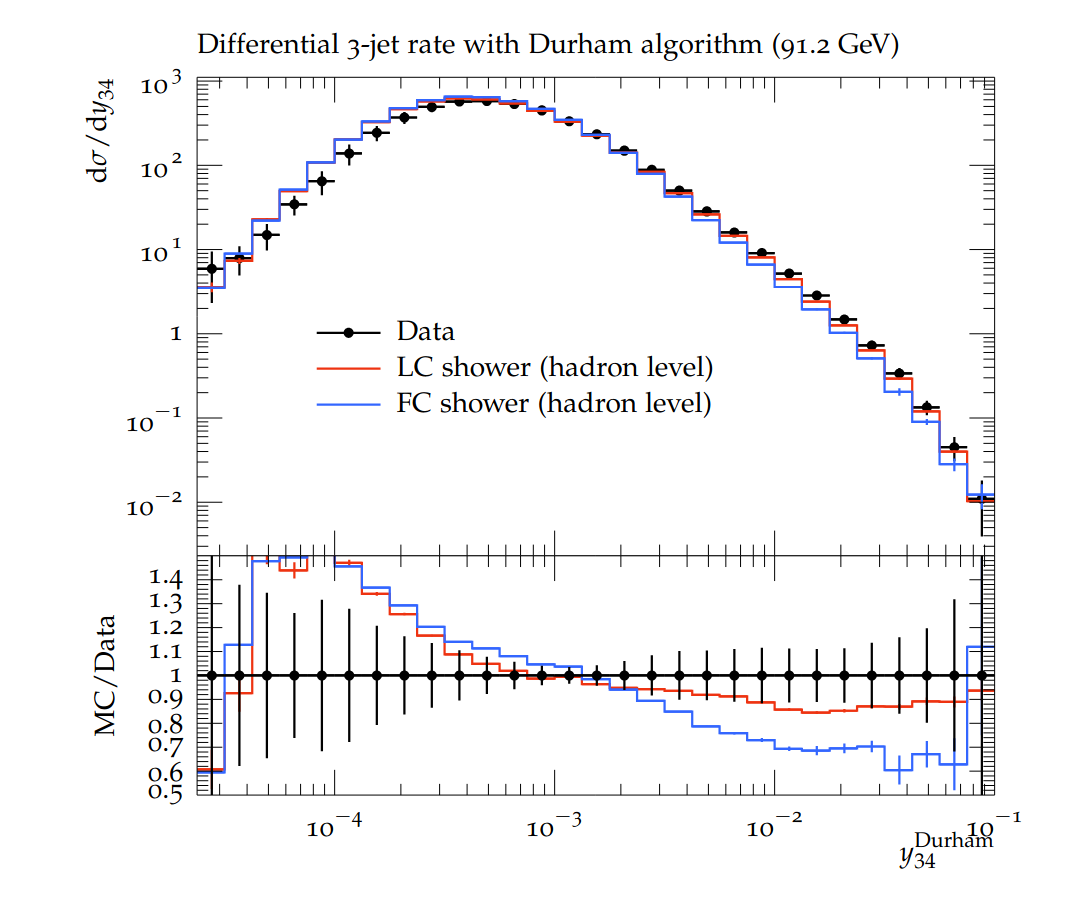 Differential 3-jet rate with Durham algorithm (91.2 GeV)
dσ/dy₃₄
10³
10²
10¹
1
10⁻¹
10⁻²
Data
LC shower (hadron level)
FC shower (hadron level)
MC/Data
1.4
1.3
1.2
1.1
1
0.9
0.8
0.7
0.6
0.5
10⁻⁴ 10⁻³ 10⁻² 10⁻¹
y₃₄^Durham